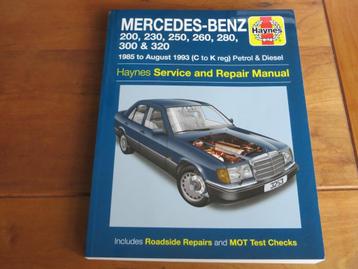 MERCEDES-BENZ
200, 230, 250, 260, 280,
300 & 320
Haynes
1985 to August 1993 (C to K reg) Petrol & Diesel
Haynes Service and Repair Manual
Includes Roadside Repairs and MOT Test Checks